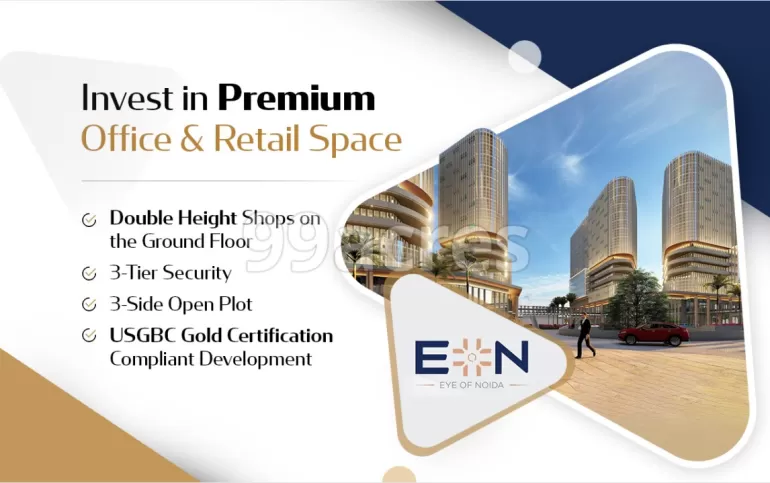 Invest in Premium
Office & Retail Space
Double Height Shops on
the Ground Floor
99acres
3-Tier Security
3-Side Open Plot
USGBC Gold Certification
Compliant Development
EON
EYE OF NOIDA